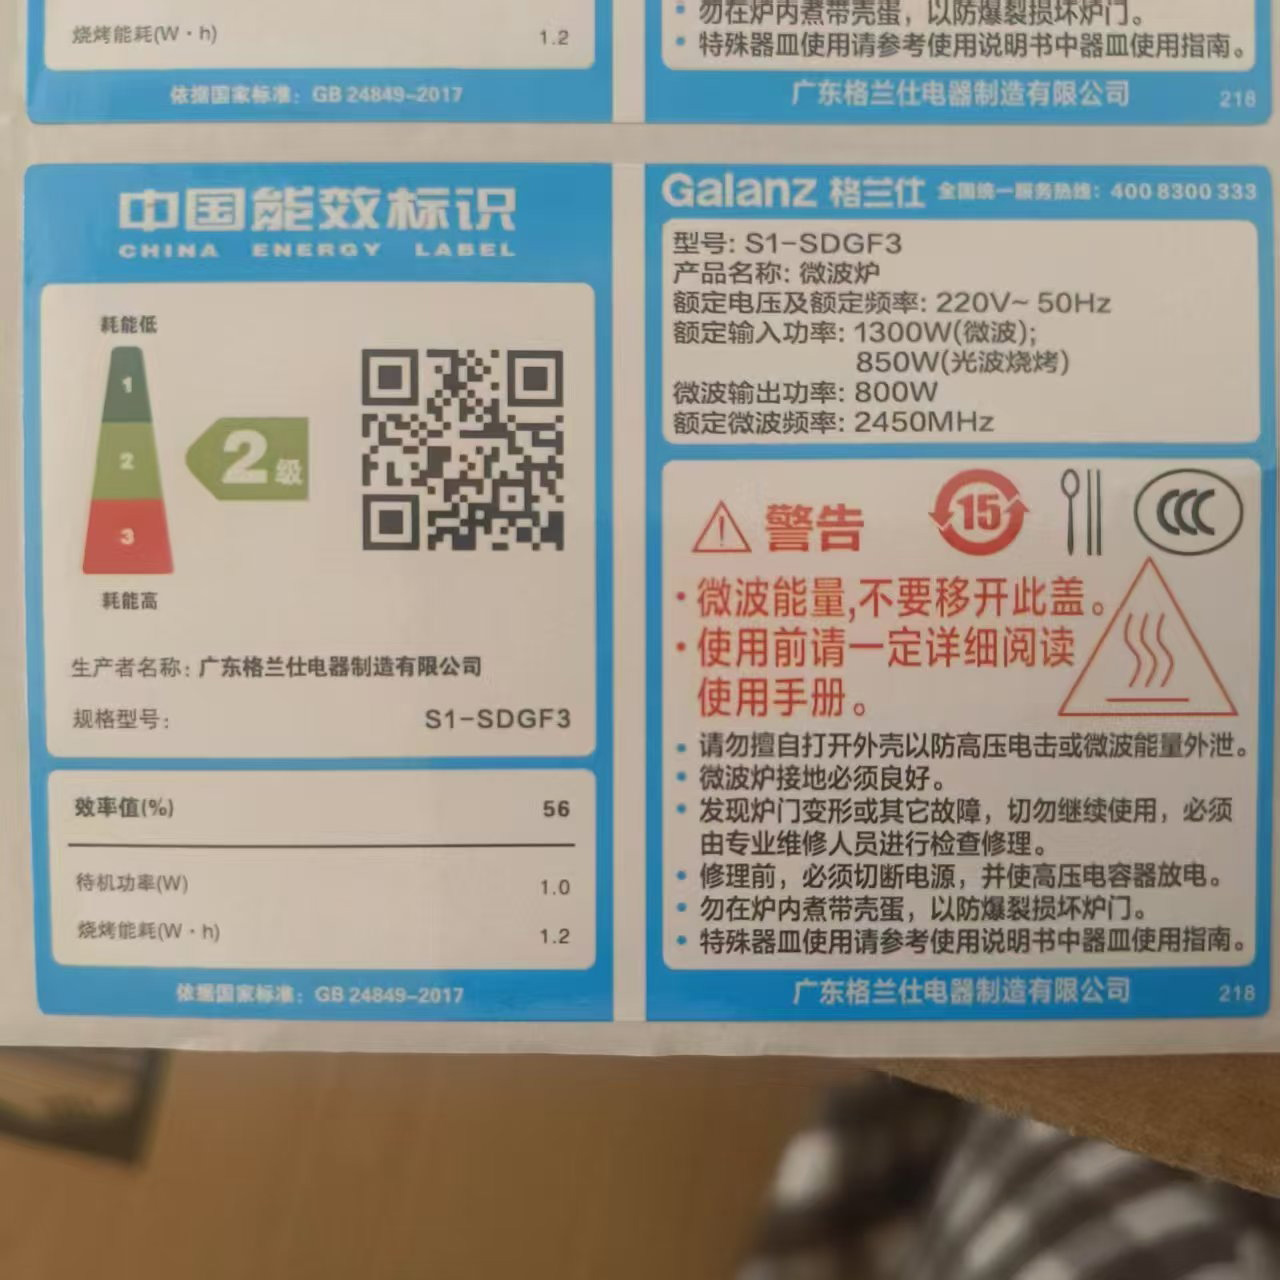 烧烤能耗(W·h) 1.2
依据国家标准：GB 24849-2017
勿在炉内煮带壳蛋，以防爆裂损坏炉门。
特殊器皿使用请参考使用说明书中器皿使用指南。
广东格兰仕电器制造有限公司 218
中国能效标识
CHINA ENERGY LABEL
耗能低
1
2
3
2级
耗能高
生产者名称：广东格兰仕电器制造有限公司
规格型号： S1-SDGF3
效率值(%) 56
待机功率(W) 1.0
烧烤能耗(W·h) 1.2
依据国家标准：GB 24849-2017
Galanz 格兰仕 全国统一服务热线：400 8300 333
型号: S1-SDGF3
产品名称: 微波炉
额定电压及额定频率: 220V~ 50Hz
额定输入功率: 1300W(微波);
850W(光波烧烤)
微波输出功率: 800W
额定微波频率: 2450MHz
警告
15
CCC
·微波能量,不要移开此盖。
·使用前请一定详细阅读
使用手册。
·请勿擅自打开外壳以防高压电击或微波能量外泄。
·微波炉接地必须良好。
·发现炉门变形或其它故障，切勿继续使用，必须
由专业维修人员进行检查修理。
·修理前，必须切断电源，并使高压电容器放电。
·勿在炉内煮带壳蛋，以防爆裂损坏炉门。
·特殊器皿使用请参考使用说明书中器皿使用指南。
广东格兰仕电器制造有限公司 218